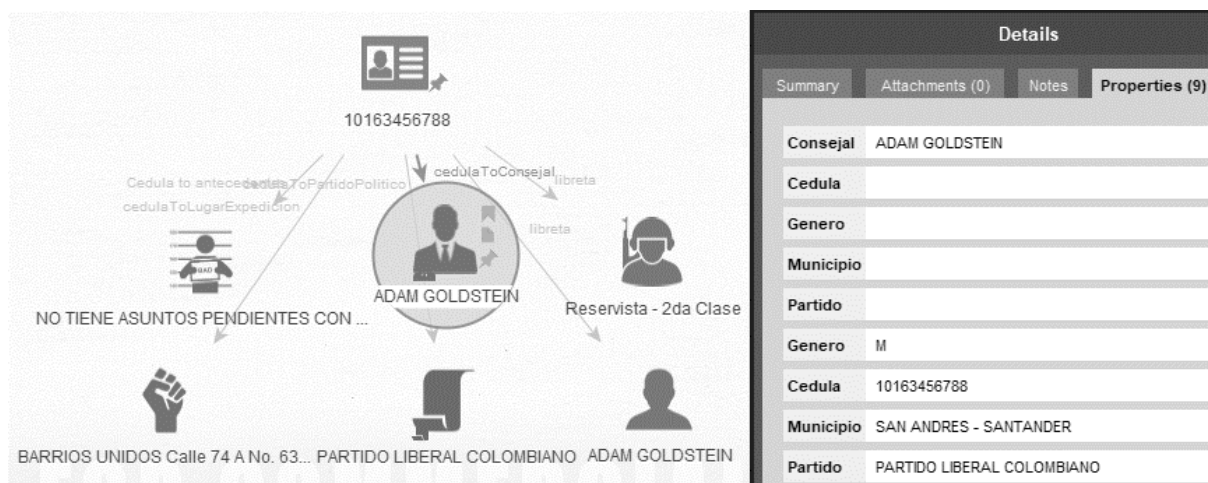 10163456788
Cedula to antecedentes
cedulaToPartidoPolitico
cedulaToConsejal
libreta
cedulaToLugarExpedicion
libreta
BAD
ADAM GOLDSTEIN
Reservista - 2da Clase
NO TIENE ASUNTOS PENDIENTES CON ...
BARRIOS UNIDOS Calle 74 A No. 63...
PARTIDO LIBERAL COLOMBIANO
ADAM GOLDSTEIN
Details
Summary
Attachments (0)
Notes
Properties (9)
Consejal ADAM GOLDSTEIN
Cedula
Genero
Municipio
Partido
Genero M
Cedula 10163456788
Municipio SAN ANDRES - SANTANDER
Partido PARTIDO LIBERAL COLOMBIANO